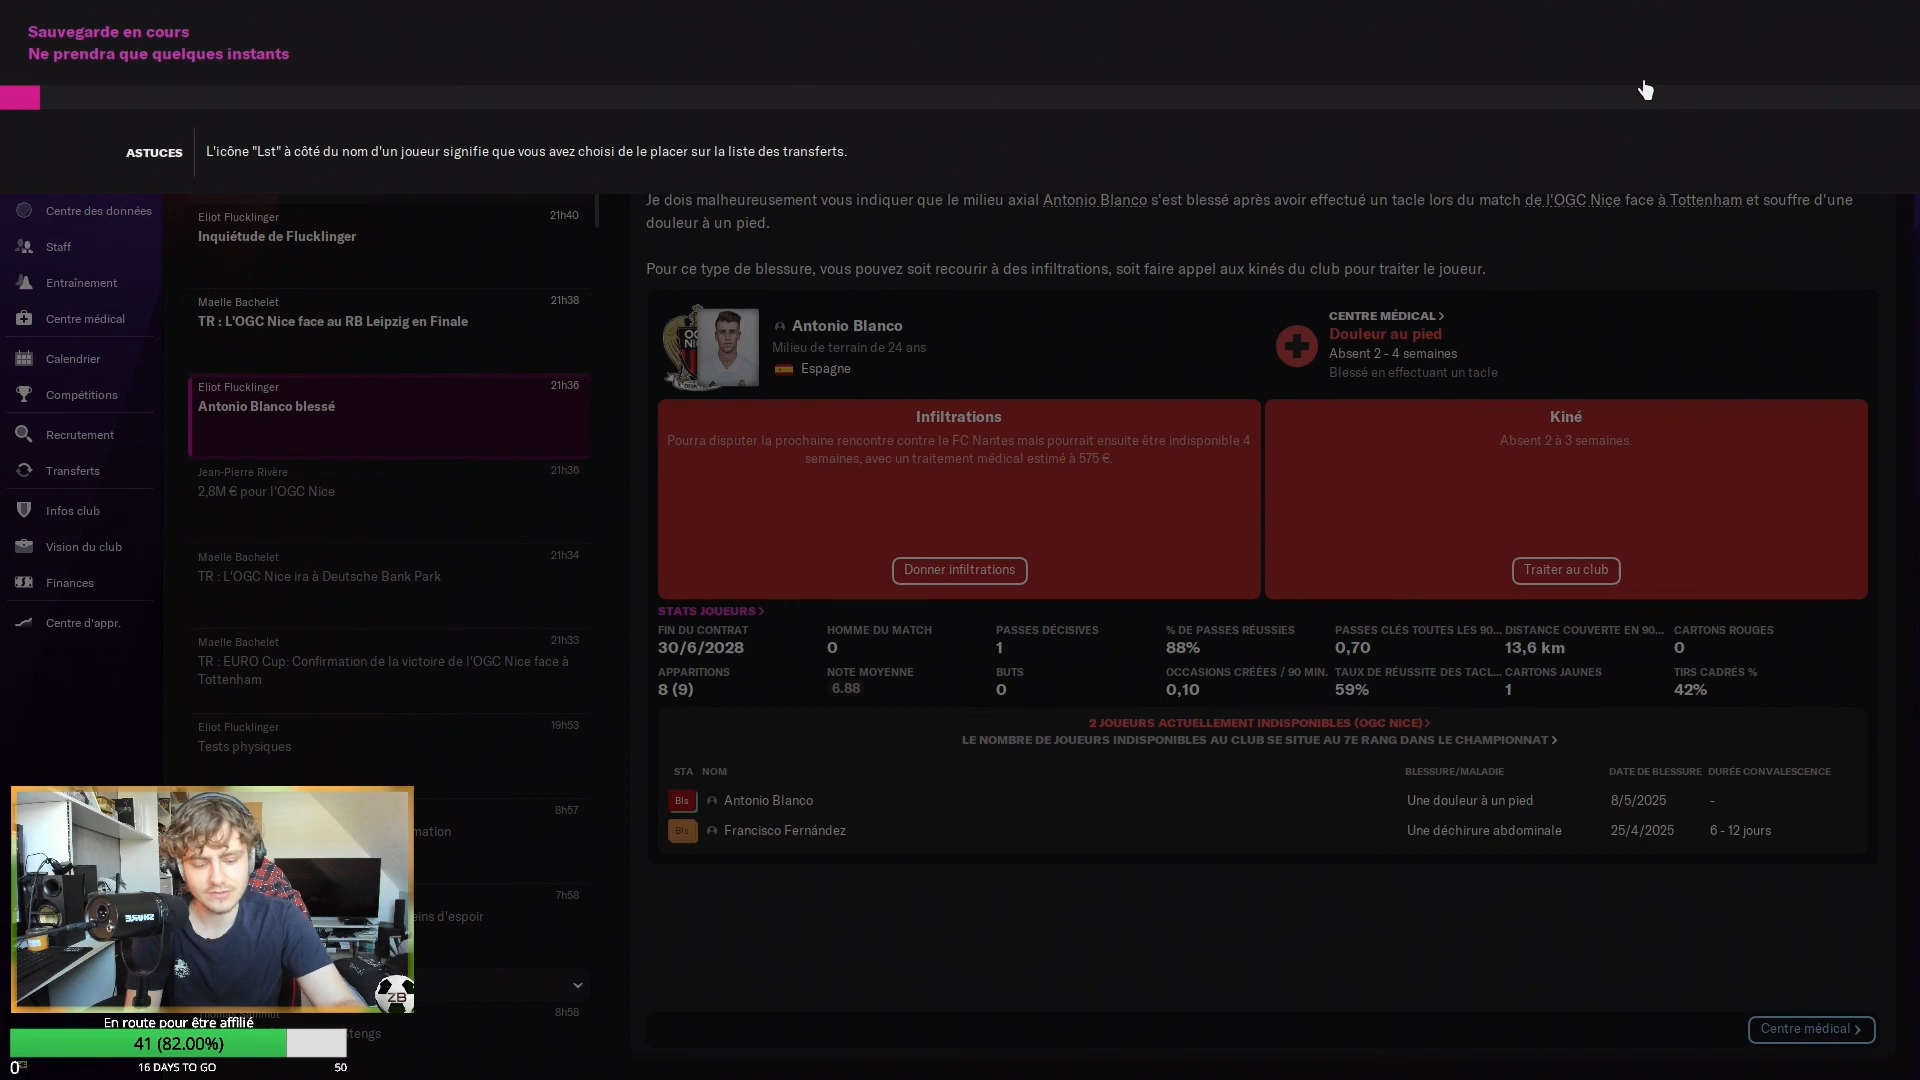 Sauvegarde en cours
Ne prendra que quelques instants
ASTUCES
L'icône "Lst" à côté du nom d'un joueur signifie que vous avez choisi de le placer sur la liste des transferts.
Centre des données
Staff
Entraînement
Centre médical
Calendrier
Compétitions
Recrutement
Transferts
Infos club
Vision du club
Finances
Centre d'appr.
Eliot Flucklinger
21h40
Inquiétude de Flucklinger
Maelle Bachelet
21h38
TR : L'OGC Nice face au RB Leipzig en Finale
Eliot Flucklinger
21h36
Antonio Blanco blessé
Jean-Pierre Rivère
21h36
2,8M € pour l'OGC Nice
Maelle Bachelet
21h34
TR : L'OGC Nice ira à Deutsche Bank Park
Maelle Bachelet
21h33
TR : EURO Cup: Confirmation de la victoire de l'OGC Nice face à
Tottenham
Eliot Flucklinger
19h53
Tests physiques
8h57
mation
7h58
eins d'espoir
8h58
tengs
Je dois malheureusement vous indiquer que le milieu axial Antonio Blanco s'est blessé après avoir effectué un tacle lors du match de l'OGC Nice face à Tottenham et souffre d'une
douleur à un pied.
Pour ce type de blessure, vous pouvez soit recourir à des infiltrations, soit faire appel aux kinés du club pour traiter le joueur.
Antonio Blanco
Milieu de terrain de 24 ans
Espagne
CENTRE MÉDICAL >
Douleur au pied
Absent 2 - 4 semaines
Blessé en effectuant un tacle
Infiltrations
Pourra disputer la prochaine rencontre contre le FC Nantes mais pourrait ensuite être indisponible 4
semaines, avec un traitement médical estimé à 575 €.
Donner infiltrations
Kiné
Absent 2 à 3 semaines.
Traiter au club
STATS JOUEURS >
FIN DU CONTRAT
30/6/2028
HOMME DU MATCH
0
PASSES DÉCISIVES
1
% DE PASSES RÉUSSIES
88%
PASSES CLÉS TOUTES LES 90...
0,70
DISTANCE COUVERTE EN 90...
13,6 km
CARTONS ROUGES
0
APPARITIONS
8 (9)
NOTE MOYENNE
6.88
BUTS
0
OCCASIONS CRÉÉES / 90 MIN.
0,10
TAUX DE RÉUSSITE DES TACL...
59%
CARTONS JAUNES
1
TIRS CADRÉS %
42%
2 JOUEURS ACTUELLEMENT INDISPONIBLES (OGC NICE) >
LE NOMBRE DE JOUEURS INDISPONIBLES AU CLUB SE SITUE AU 7E RANG DANS LE CHAMPIONNAT >
STA NOM BLESSURE/MALADIE DATE DE BLESSURE DURÉE CONVALESCENCE
Bls Antonio Blanco Une douleur à un pied 8/5/2025 -
Bls Francisco Fernández Une déchirure abdominale 25/4/2025 6 - 12 jours
Centre médical >
SHURE
ZB
En route pour être affilié
41 (82.00%)
0
16 DAYS TO GO
50